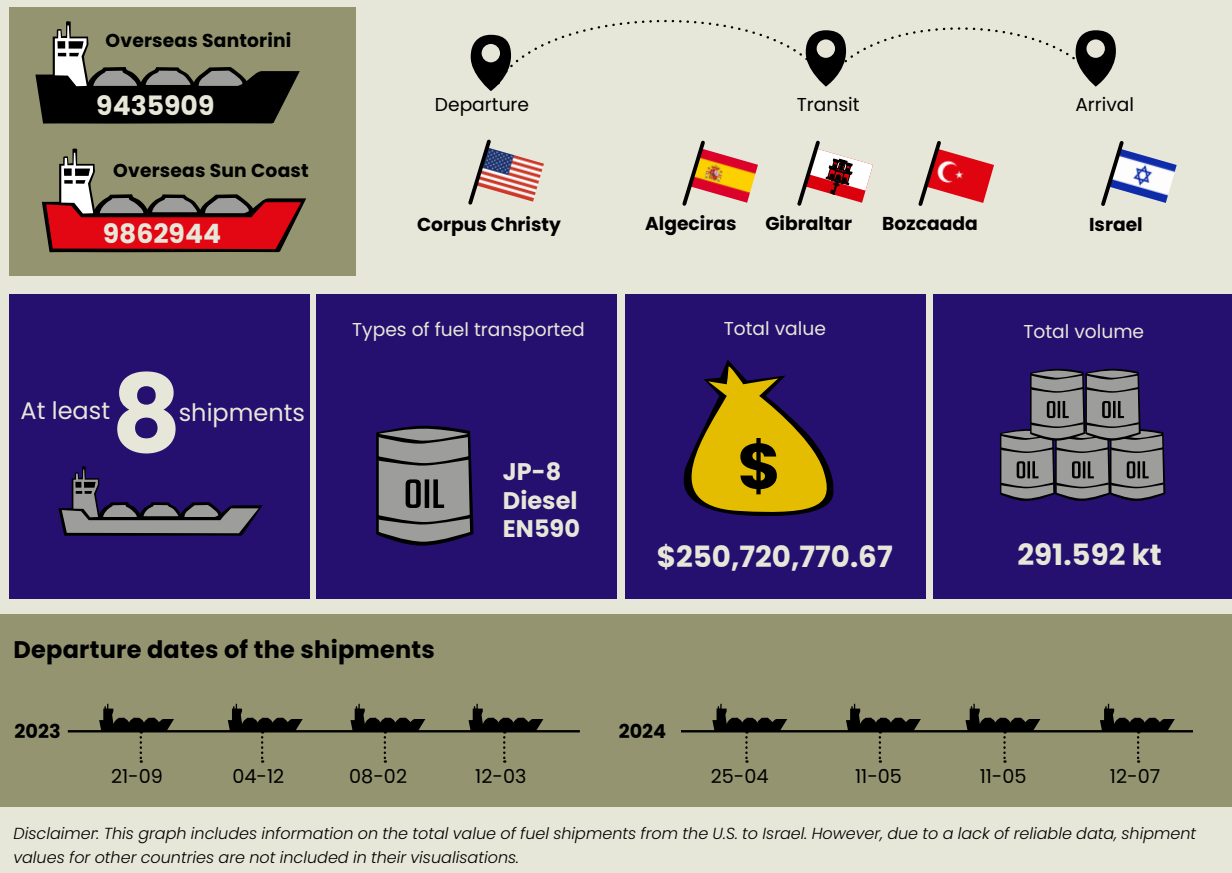 Overseas Santorini
9435909
Overseas Sun Coast
9862944
Departure
Transit
Arrival
Corpus Christy
Algeciras
Gibraltar
Bozcaada
Israel
At least 8 shipments
Types of fuel transported
OIL
JP-8
Diesel
EN590
Total value
$
$250,720,770.67
Total volume
OIL OIL
OIL OIL OIL
291.592 kt
Departure dates of the shipments
2023
21-09 04-12 08-02 12-03
2024
25-04 11-05 11-05 12-07
Disclaimer: This graph includes information on the total value of fuel shipments from the U.S. to Israel. However, due to a lack of reliable data, shipment
values for other countries are not included in their visualisations.